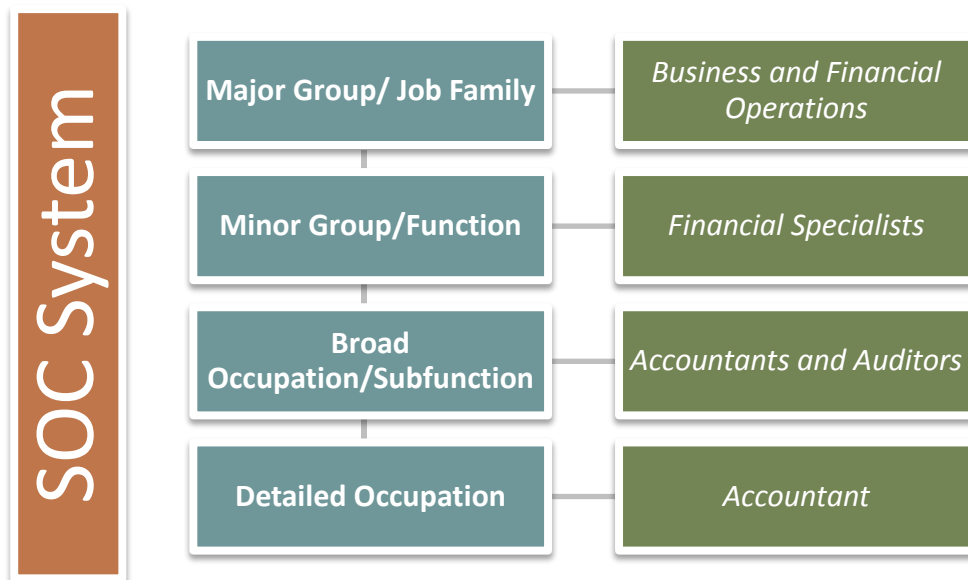 SOC System
Major Group/ Job Family
Business and Financial
Operations
Minor Group/Function
Financial Specialists
Broad
Occupation/Subfunction
Accountants and Auditors
Detailed Occupation
Accountant